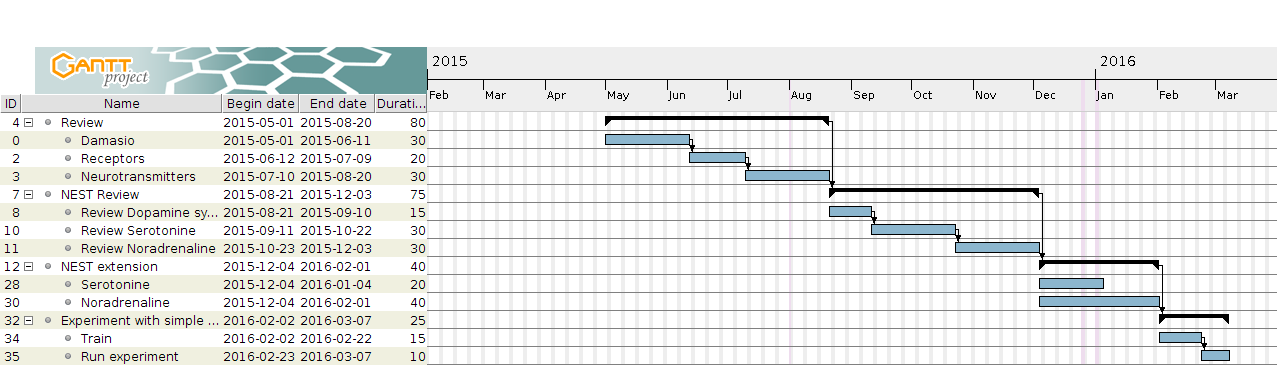 2015 2016
GANTT
project
Feb Mar Apr May Jun Jul Aug Sep Oct Nov Dec Jan Feb Mar
ID Name Begin date End date Durati...
4 Review 2015-05-01 2015-08-20 80
0 Damasio 2015-05-01 2015-06-11 30
2 Receptors 2015-06-12 2015-07-09 20
3 Neurotransmitters 2015-07-10 2015-08-20 30
7 NEST Review 2015-08-21 2015-12-03 75
8 Review Dopamine sy... 2015-08-21 2015-09-10 15
10 Review Serotonine 2015-09-11 2015-10-22 30
11 Review Noradrenaline 2015-10-23 2015-12-03 30
12 NEST extension 2015-12-04 2016-02-01 40
28 Serotonine 2015-12-04 2016-01-04 20
30 Noradrenaline 2015-12-04 2016-02-01 40
32 Experiment with simple ... 2016-02-02 2016-03-07 25
34 Train 2016-02-02 2016-02-22 15
35 Run experiment 2016-02-23 2016-03-07 10